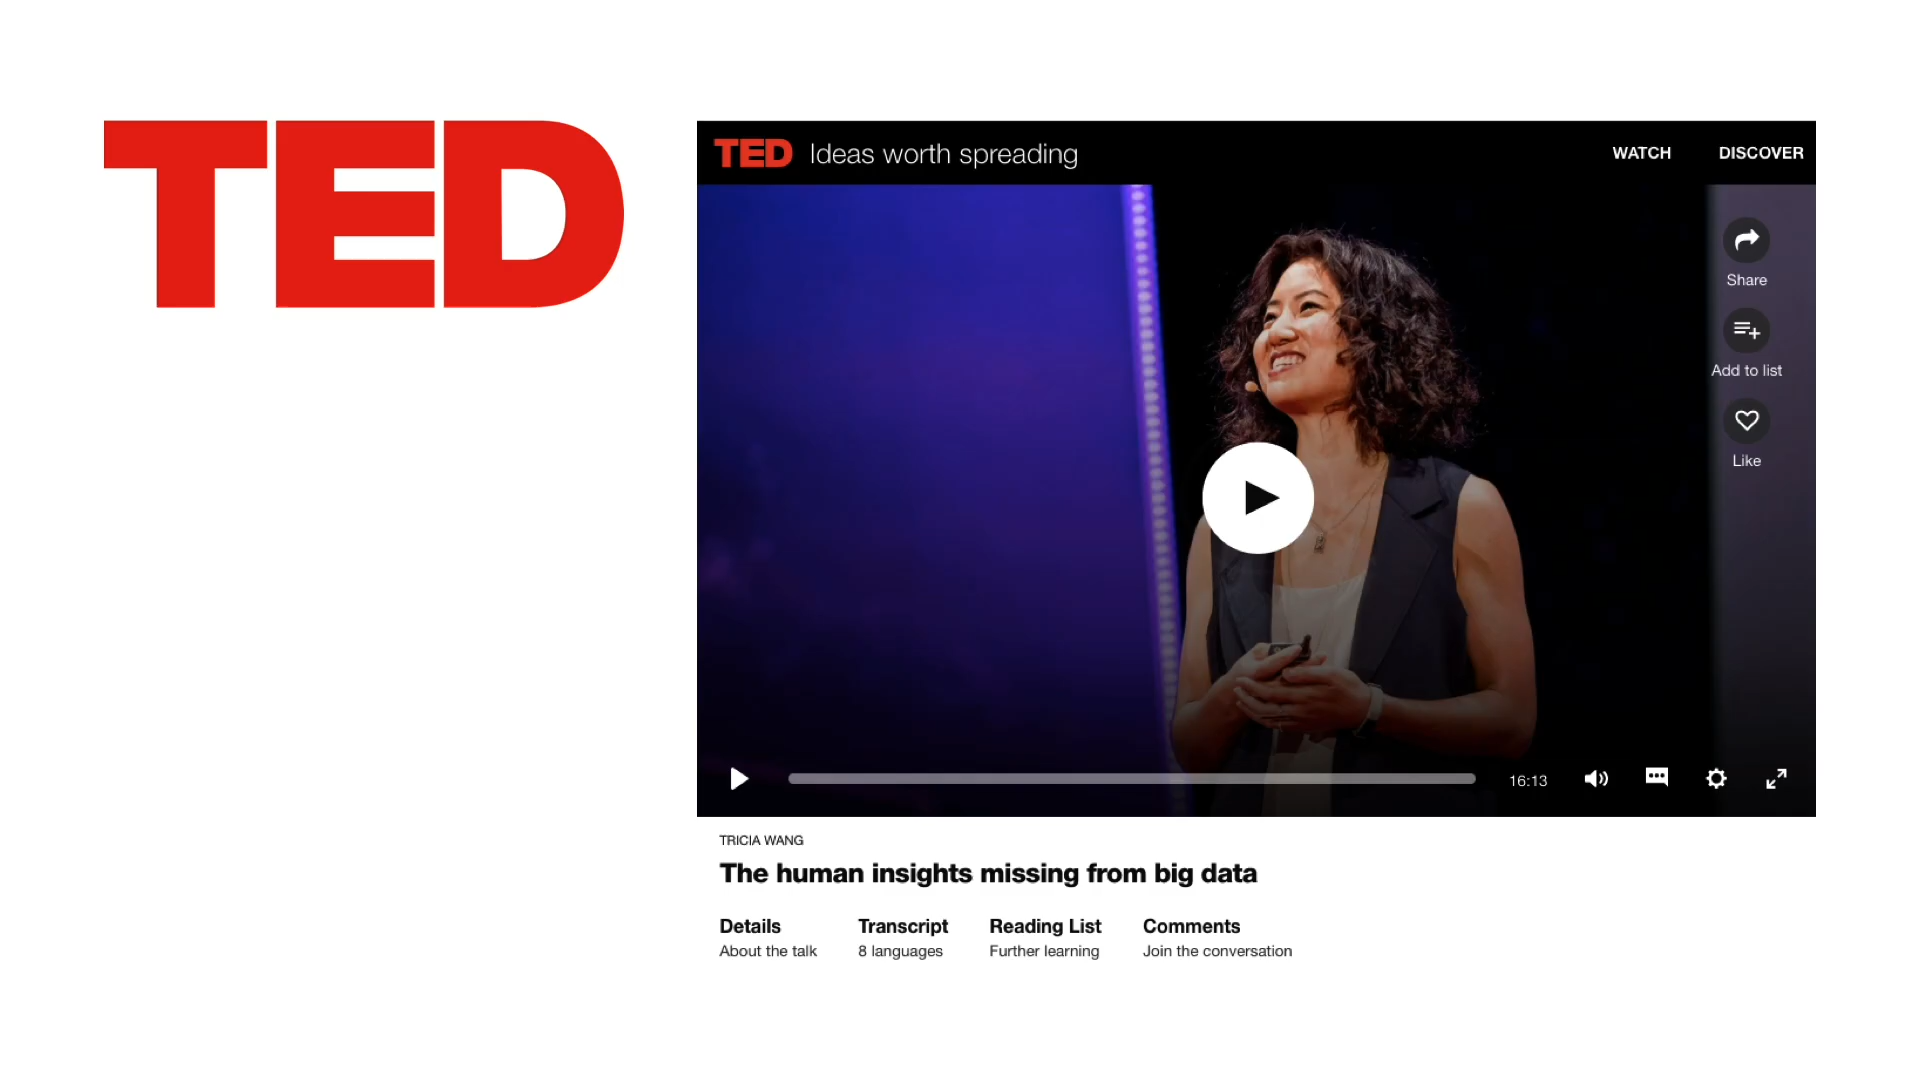 TED
TED Ideas worth spreading
WATCH DISCOVER
Share
Add to list
Like
16:13
TRICIA WANG
The human insights missing from big data
Details Transcript Reading List Comments
About the talk 8 languages Further learning Join the conversation